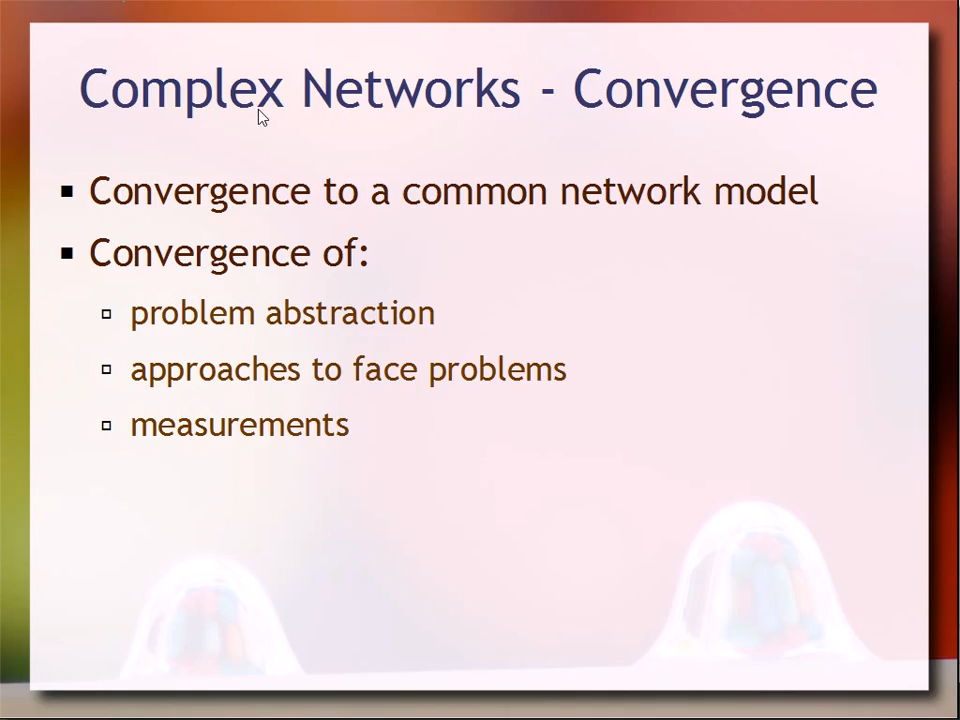 Complex Networks - Convergence
Convergence to a common network model
Convergence of:
problem abstraction
approaches to face problems
measurements